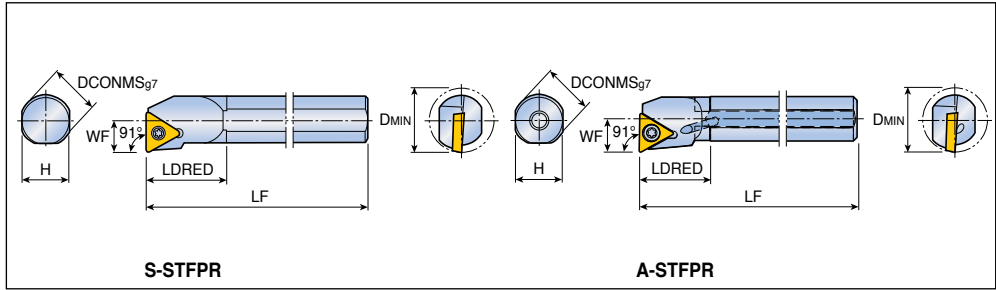 DCONMSg7
WF
91°
H
LDRED
LF
DMIN
S-STFPR
DCONMSg7
WF
91°
H
LDRED
LF
DMIN
A-STFPR